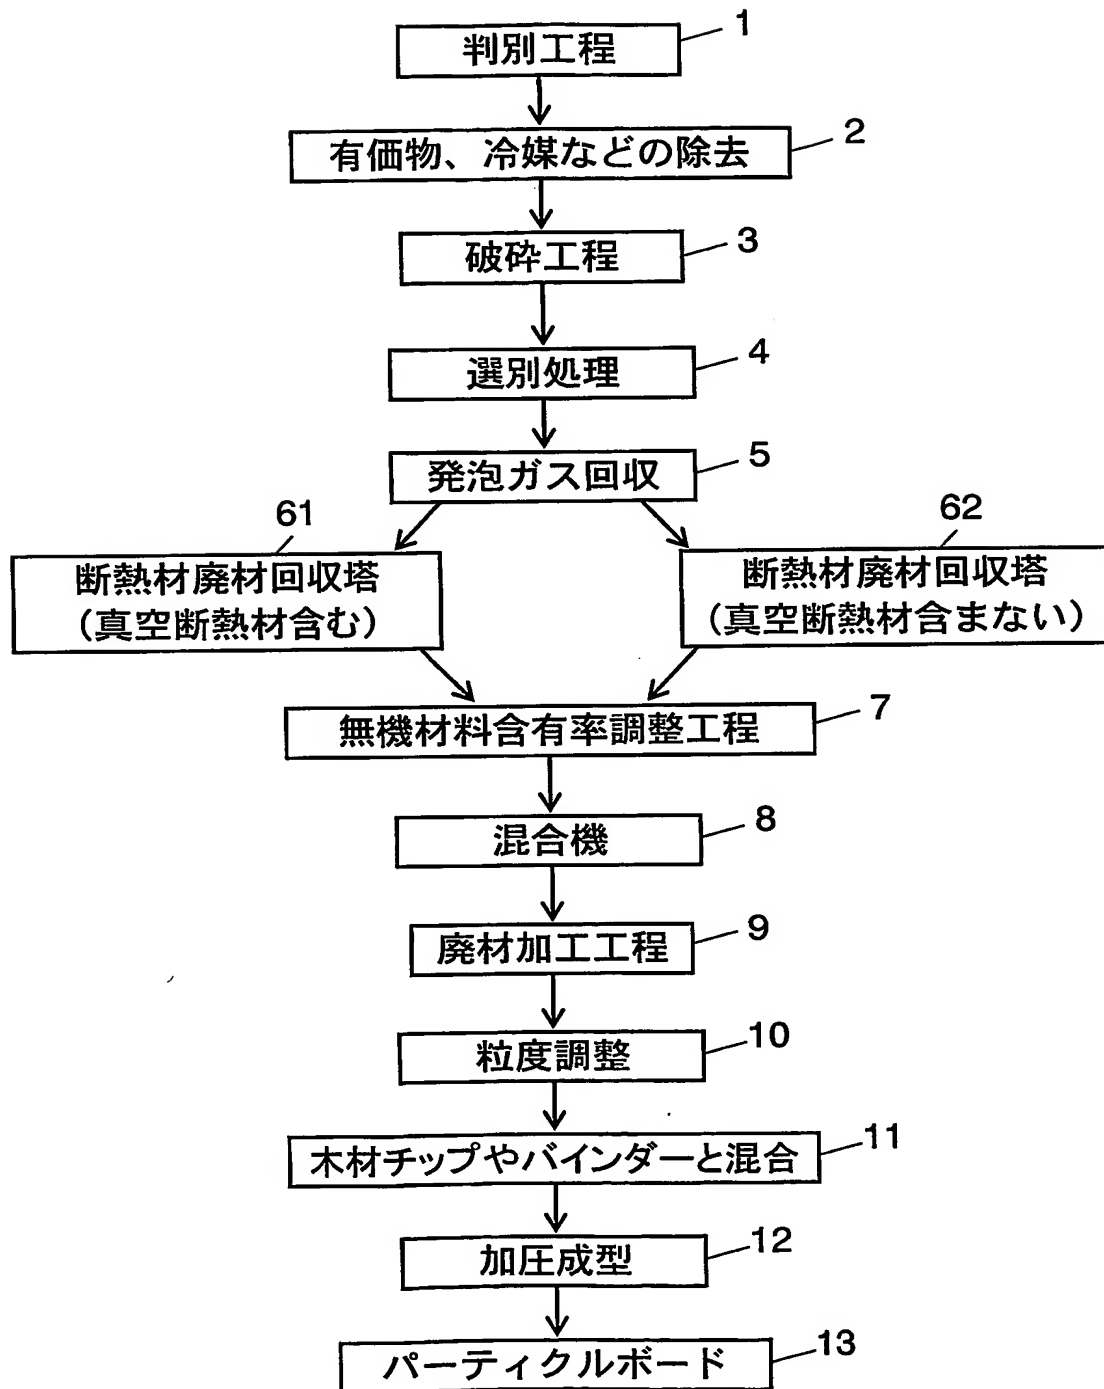 判別工程
1
有価物、冷媒などの除去
2
破砕工程
3
選別処理
4
発泡ガス回収
5
61
断熱材廃材回収塔
（真空断熱材含む）
62
断熱材廃材回収塔
（真空断熱材含まない）
無機材料含有率調整工程
7
混合機
8
廃材加工工程
9
粒度調整
10
木材チップやバインダーと混合
11
加圧成型
12
パーティクルボード
13